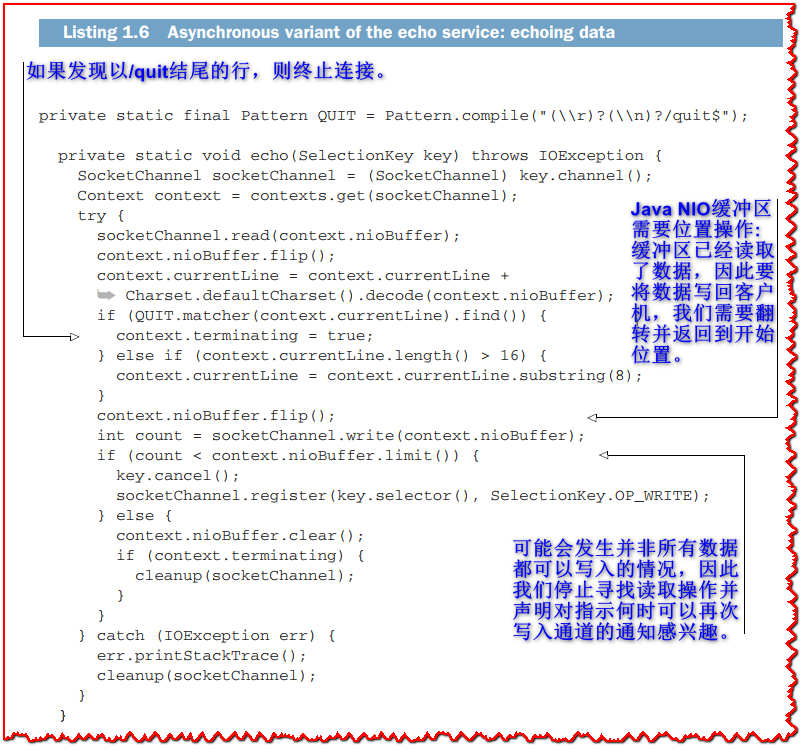 Listing 1.6 Asynchronous variant of the echo service: echoing data
如果发现以/quit结尾的行，则终止连接。
private static final Pattern QUIT = Pattern.compile("(\\r)?(\\n)?/quit$");
private static void echo(SelectionKey key) throws IOException {
SocketChannel socketChannel = (SocketChannel) key.channel();
Context context = contexts.get(socketChannel);
try {
socketChannel.read(context.nioBuffer);
context.nioBuffer.flip();
context.currentLine = context.currentLine +
➥ Charset.defaultCharset().decode(context.nioBuffer);
if (QUIT.matcher(context.currentLine).find()) {
context.terminating = true;
} else if (context.currentLine.length() > 16) {
context.currentLine = context.currentLine.substring(8);
}
context.nioBuffer.flip();
int count = socketChannel.write(context.nioBuffer);
if (count < context.nioBuffer.limit()) {
key.cancel();
socketChannel.register(key.selector(), SelectionKey.OP_WRITE);
} else {
context.nioBuffer.clear();
if (context.terminating) {
cleanup(socketChannel);
}
}
} catch (IOException err) {
err.printStackTrace();
cleanup(socketChannel);
}
}
Java NIO缓冲区
需要位置操作:
缓冲区已经读取
了数据，因此要
将数据写回客户
机，我们需要翻
转并返回到开始
位置。
可能会发生并非所有数据
都可以写入的情况，因此
我们停止寻找读取操作并
声明对指示何时可以再次
写入通道的通知感兴趣。